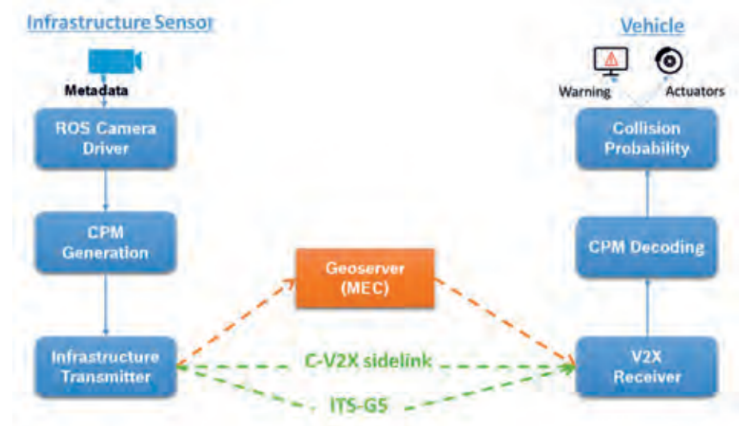 Infrastructure Sensor
Metadata
ROS Camera
Driver
CPM
Generation
Infrastructure
Transmitter
Geoserver
(MEC)
C-V2X sidelink
ITS-G5
Vehicle
Warning
Actuators
Collision
Probability
CPM Decoding
V2X
Receiver